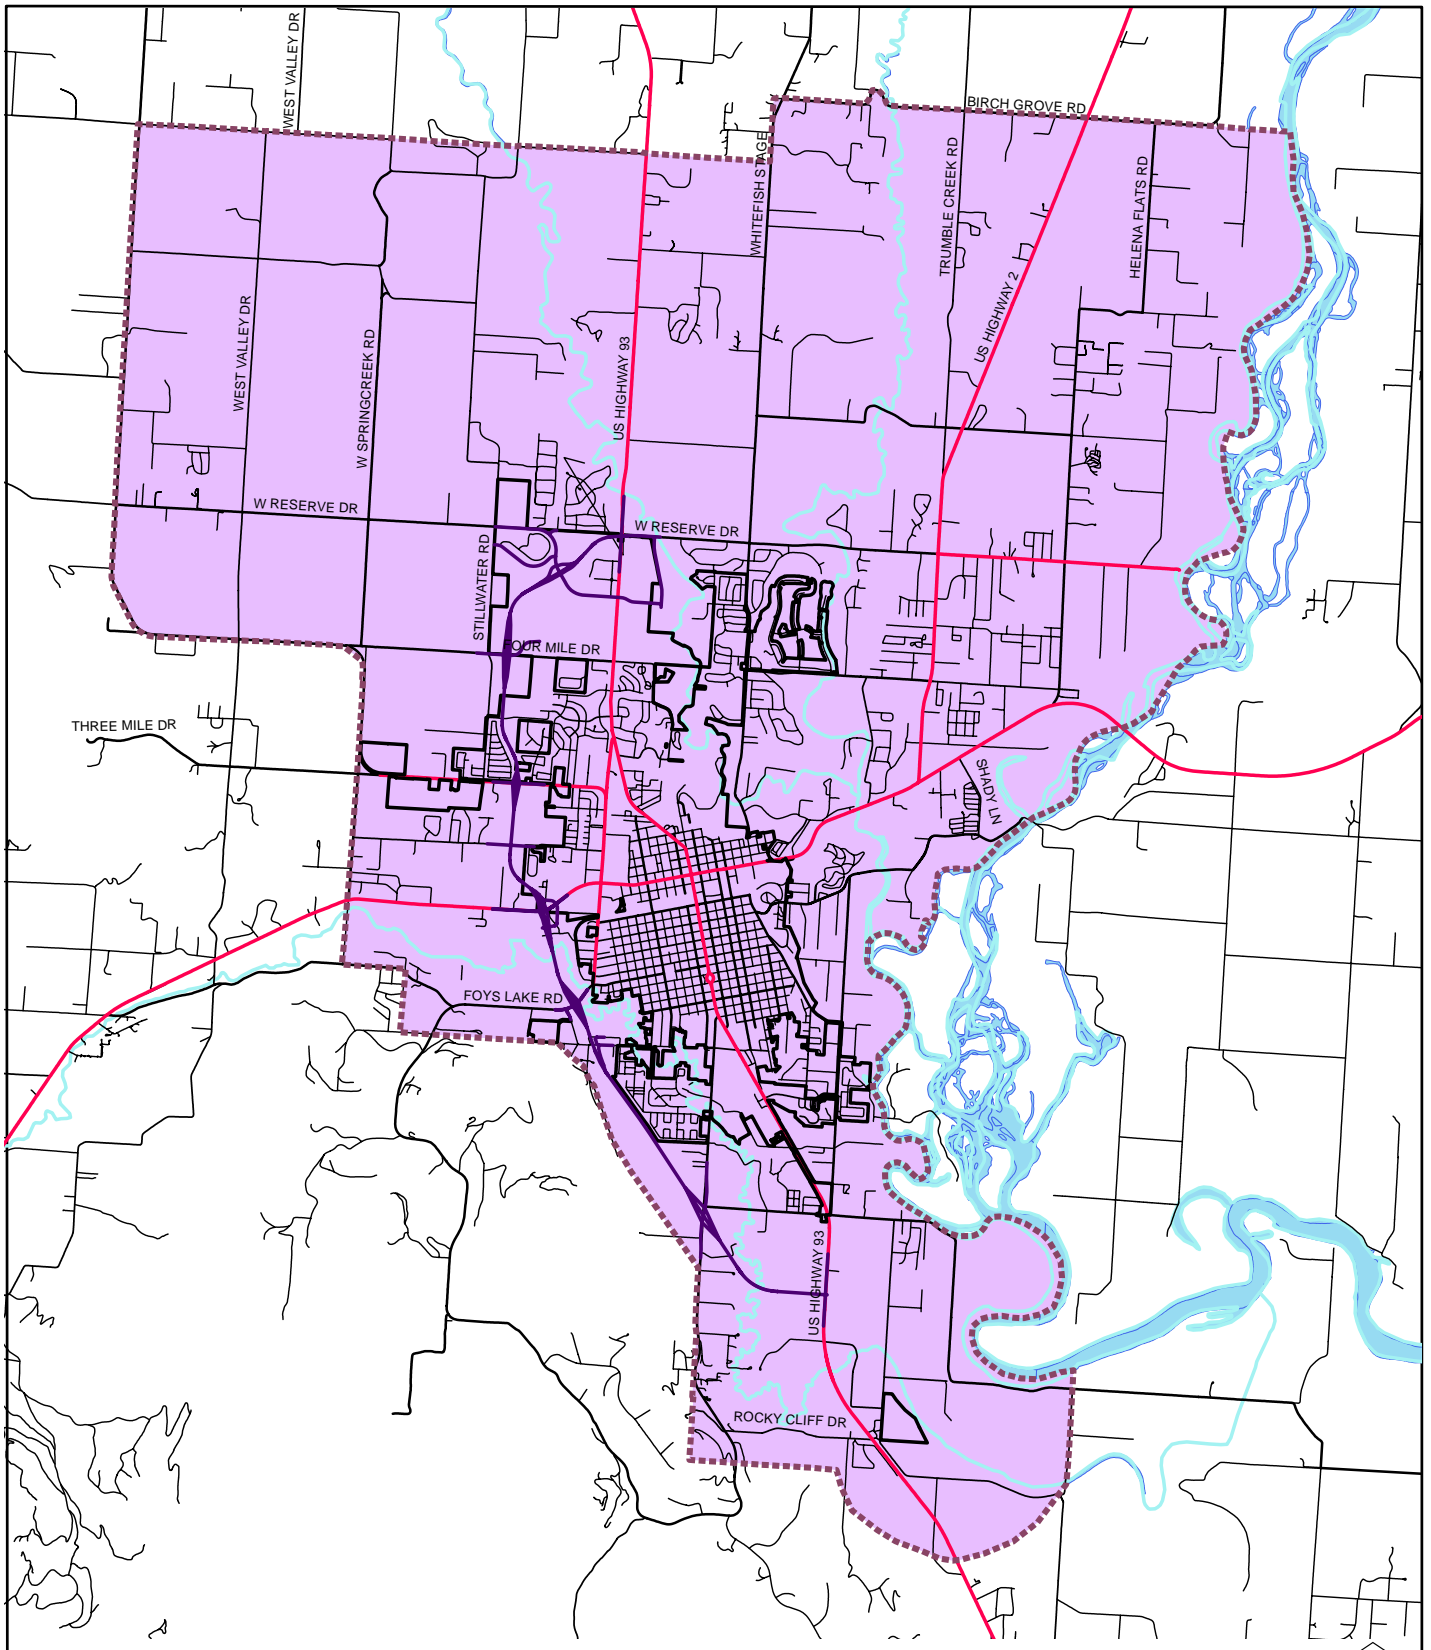 WEST VALLEY DR
BIRCH GROVE RD
WHITEFISH STAGE
TRUMBLE CREEK RD
HELENA FLATS RD
US HIGHWAY 2
WEST VALLEY DR
W SPRINGCREEK RD
US HIGHWAY 93
W RESERVE DR
W RESERVE DR
STILLWATER RD
FOUR MILE DR
THREE MILE DR
SHADY LN
FOYS LAKE RD
US HIGHWAY 93
ROCKY CLIFF DR